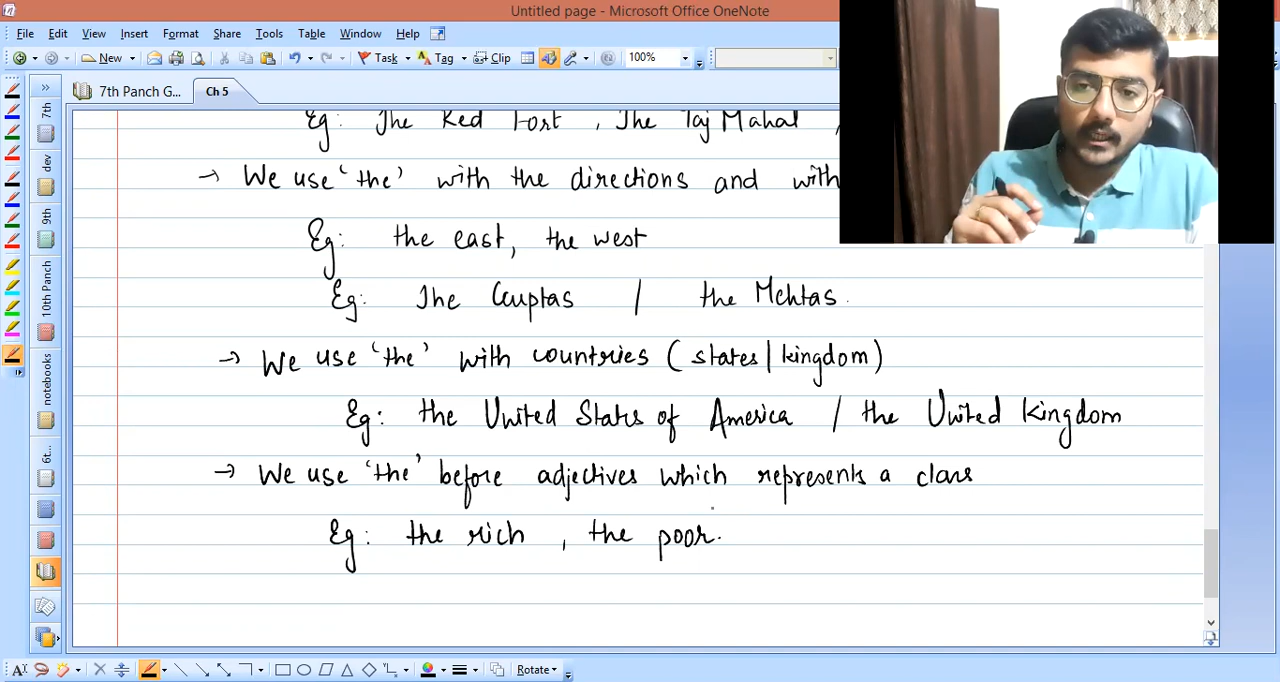 Untitled page - Microsoft Office OneNote
File Edit View Insert Format Share Tools Table Window Help
New Task Tag Clip 100%
7th Panch G... Ch 5
7th
dev
9th
10th Panch
notebooks
6t...
Eg: The Red Fort, The Taj Mahal,
→ We use 'the' with the directions and with
Eg: the east, the west
Eg: The Guptas / the Mehtas.
→ We use 'the' with countries (states/kingdom)
Eg: the United States of America / the United Kingdom
→ We use 'the' before adjectives which represents a class
Eg: the rich, the poor.
Rotate